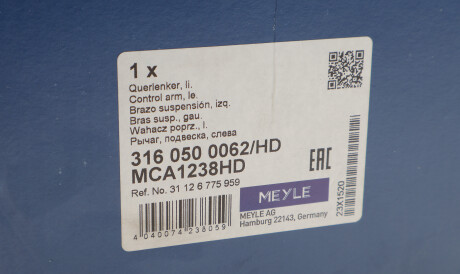 1 x
Querlenker, li.
Control arm, le.
Brazo suspensión, izq.
Bras susp., gau.
Wahacz poprz., l.
Рычаг, подвеска, слева
316 050 0062/HD
MCA1238HD
Ref. No. 31 12 6 775 959
EAC
MEYLE
MEYLE AG
Hamburg 22143, Germany
4 040074 238059
23X1520